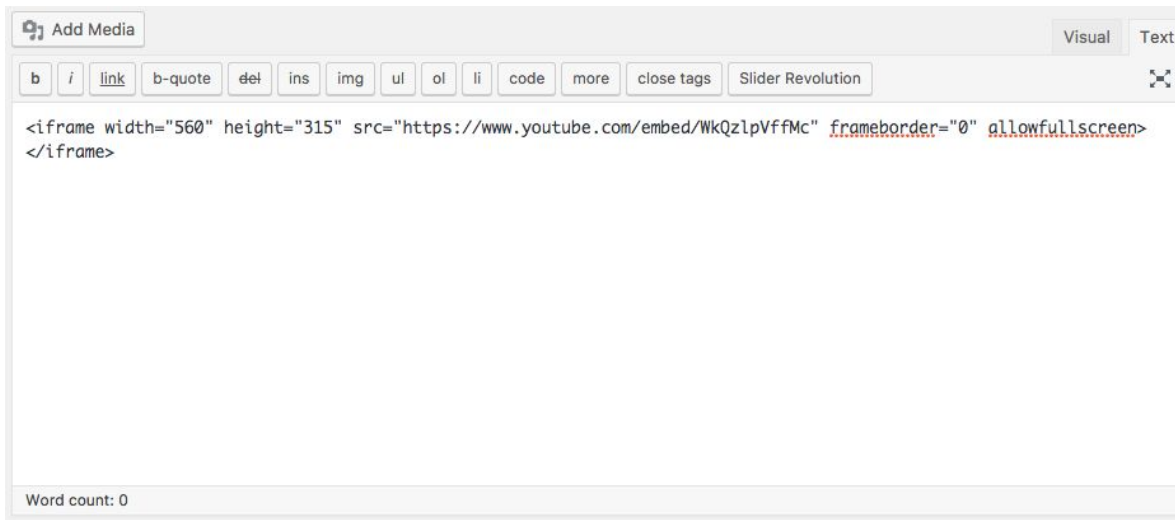 Add Media
Visual Text
b i link b-quote del ins img ul ol li code more close tags Slider Revolution
<iframe width="560" height="315" src="https://www.youtube.com/embed/WkQzlpVffMc" frameborder="0" allowfullscreen>
</iframe>
Word count: 0